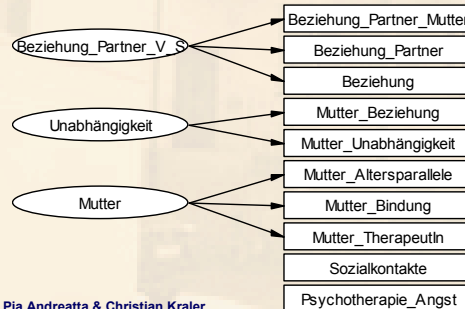 Beziehung_Partner_V_S
Unabhängigkeit
Mutter
Beziehung_Partner_Mutter
Beziehung_Partner
Beziehung
Mutter_Beziehung
Mutter_Unabhängigkeit
Mutter_Altersparallele
Mutter_Bindung
Mutter_TherapeutIn
Sozialkontakte
Psychotherapie_Angst
Pia Andreatta & Christian Kraler